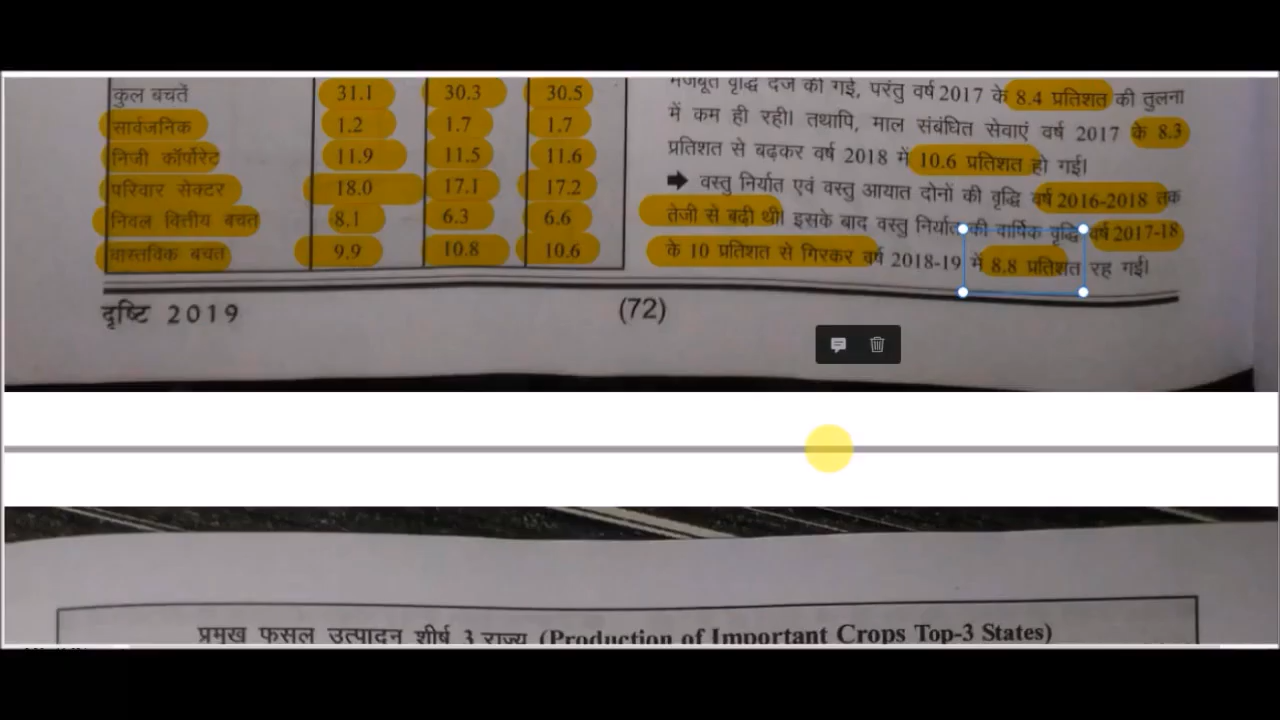 कुल बचतें 31.1 30.3 30.5
सार्वजनिक 1.2 1.7 1.7
निजी कॉर्पोरेट 11.9 11.5 11.6
परिवार सेक्टर 18.0 17.1 17.2
निवल वित्तीय बचत 8.1 6.3 6.6
वास्तविक बचत 9.9 10.8 10.6
मजबूत वृद्धि दर्ज की गई, परंतु वर्ष 2017 के 8.4 प्रतिशत की तुलना
में कम ही रही। तथापि, माल संबंधित सेवाएं वर्ष 2017 के 8.3
प्रतिशत से बढ़कर वर्ष 2018 में 10.6 प्रतिशत हो गई।
➡ वस्तु निर्यात एवं वस्तु आयात दोनों की वृद्धि वर्ष 2016-2018 तक
तेजी से बढ़ी थी। इसके बाद वस्तु निर्यात की वार्षिक वृद्धि वर्ष 2017-18
के 10 प्रतिशत से गिरकर वर्ष 2018-19 में 8.8 प्रतिशत रह गई।
दृष्टि 2019 (72)
प्रमुख फसल उत्पादन शीर्ष 3 राज्य (Production of Important Crops Top-3 States)